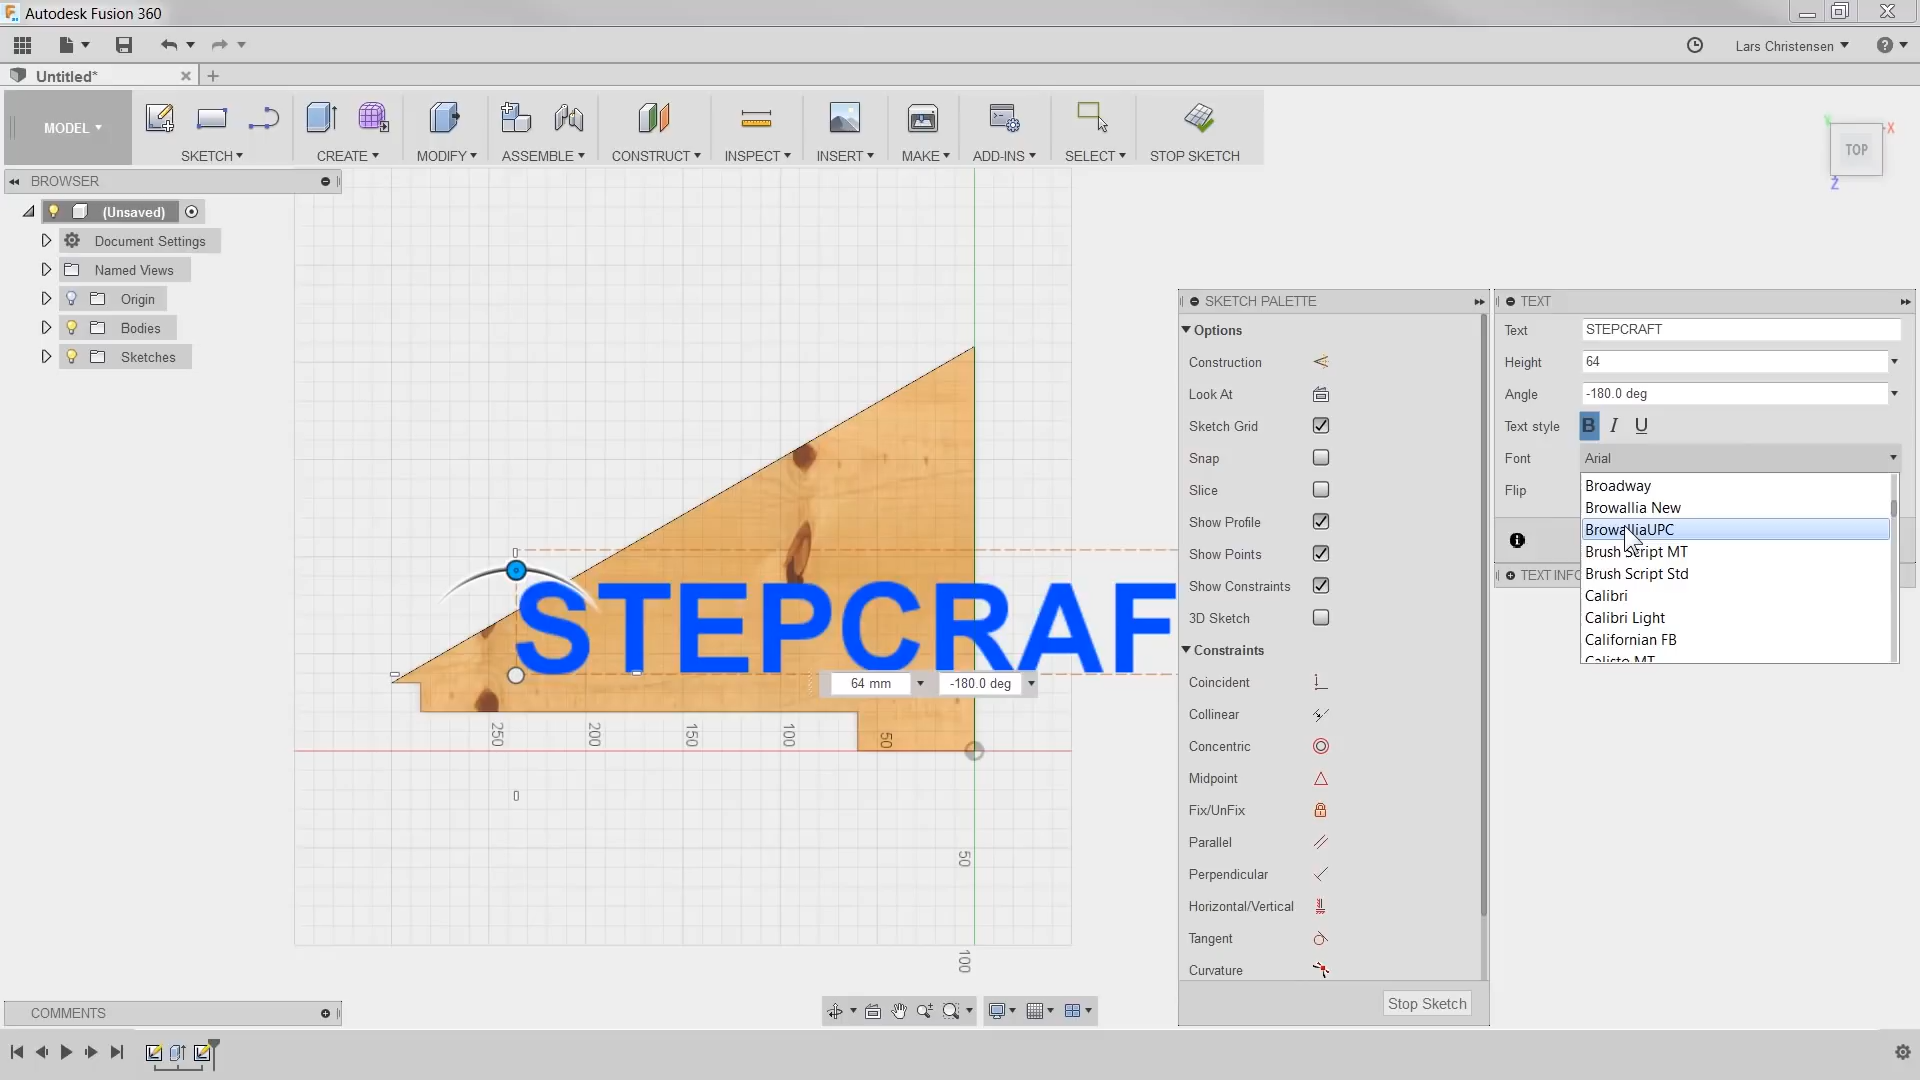 Autodesk Fusion 360
Lars Christensen
Untitled*
MODEL
SKETCH
CREATE
MODIFY
ASSEMBLE
CONSTRUCT
INSPECT
INSERT
MAKE
ADD-INS
SELECT
STOP SKETCH
TOP
X
Z
BROWSER
(Unsaved)
Document Settings
Named Views
Origin
Bodies
Sketches
STEPCRAF
64 mm
-180.0 deg
250
200
150
100
50
50
100
SKETCH PALETTE
Options
Construction
Look At
Sketch Grid
Snap
Slice
Show Profile
Show Points
Show Constraints
3D Sketch
Constraints
Coincident
Collinear
Concentric
Midpoint
Fix/UnFix
Parallel
Perpendicular
Horizontal/Vertical
Tangent
Curvature
Stop Sketch
TEXT
Text STEPCRAFT
Height 64
Angle -180.0 deg
Text style B I U
Font Arial
Flip
Broadway
Browallia New
BrowalliaUPC
Brush Script MT
Brush Script Std
Calibri
Calibri Light
Californian FB
Calisto MT
TEXT INFO
COMMENTS